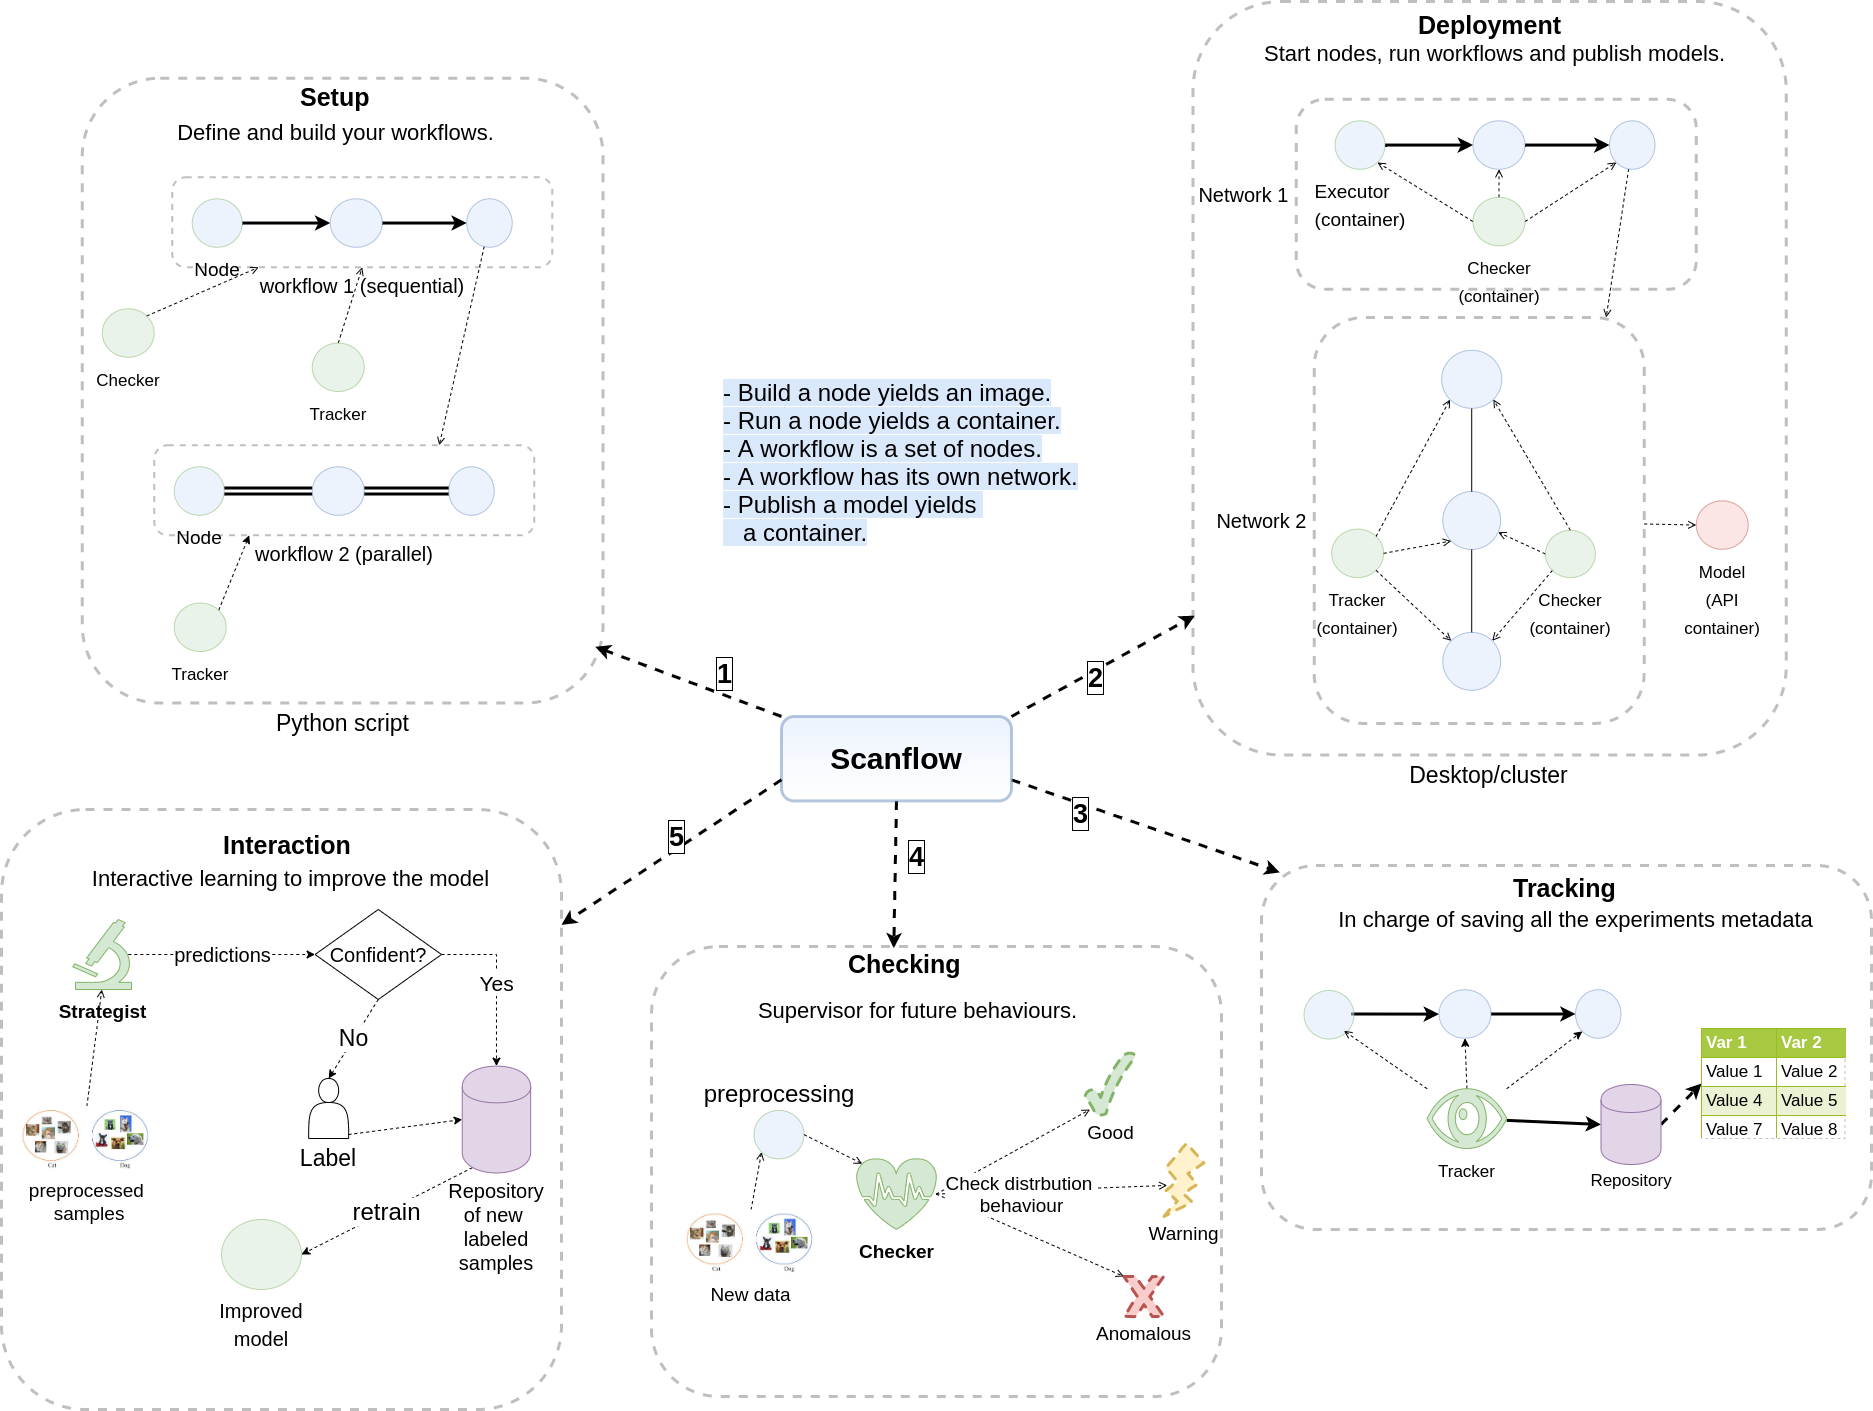 Setup
Define and build your workflows.
Node
workflow 1 (sequential)
Checker
Tracker
Node
workflow 2 (parallel)
Tracker
Python script
Deployment
Start nodes, run workflows and publish models.
Network 1
Executor
(container)
Checker
(container)
Network 2
Tracker
(container)
Checker
(container)
Model
(API
container)
Desktop/cluster
- Build a node yields an image.
- Run a node yields a container.
- A workflow is a set of nodes.
- A workflow has its own network.
- Publish a model yields
a container.
1
2
Scanflow
3
4
5
Interaction
Interactive learning to improve the model
predictions
Confident?
Yes
Strategist
No
Label
Cat
Dog
preprocessed
samples
Repository
of new
labeled
samples
retrain
Improved
model
Checking
Supervisor for future behaviours.
preprocessing
Good
Check distrbution
behaviour
Warning
Checker
Cat
Dog
New data
Anomalous
Tracking
In charge of saving all the experiments metadata
Var 1 Var 2
Value 1 Value 2
Value 4 Value 5
Value 7 Value 8
Tracker
Repository